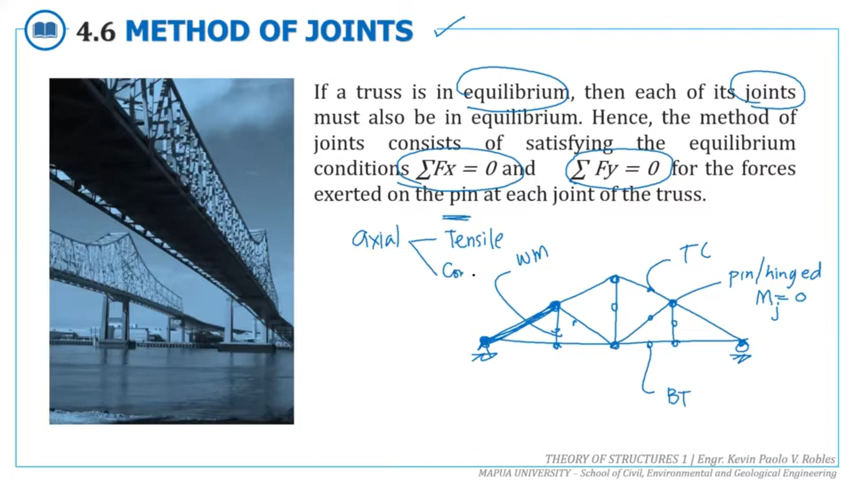 4.6 METHOD OF JOINTS
If a truss is in equilibrium, then each of its joints
must also be in equilibrium. Hence, the method of
joints consists of satisfying the equilibrium
conditions ∑Fx = 0 and ∑ Fy = 0 for the forces
exerted on the pin at each joint of the truss.
axial
Tensile
Co
WM
TC
pin/hinged
Mj = 0
BT
THEORY OF STRUCTURES 1 | Engr. Kevin Paolo V. Robles
MAPUA UNIVERSITY – School of Civil, Environmental and Geological Engineering